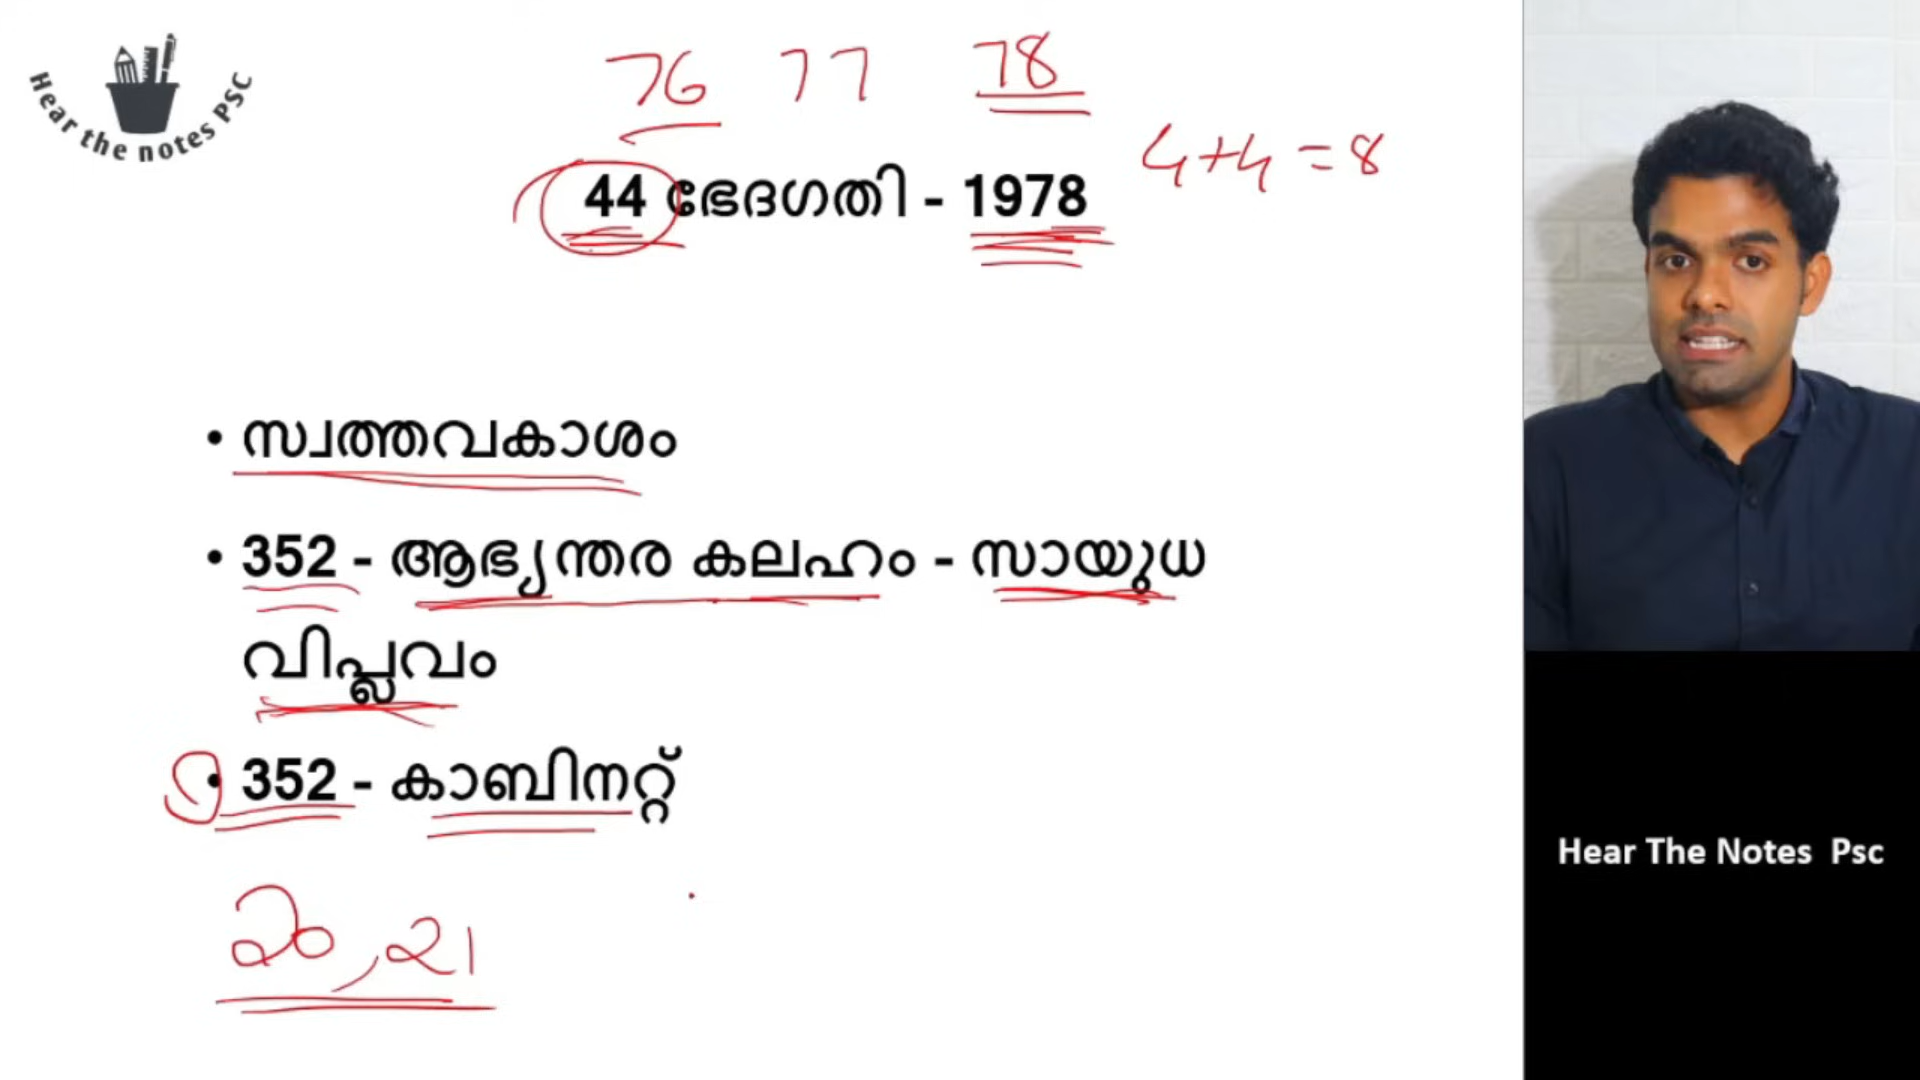 Hear the notes PSC
76 77 78
4+4=8
44 ഭേദഗതി - 1978
• സ്വത്തവകാശം
• 352 - ആഭ്യന്തര കലഹം - സായുധ
വിപ്ലവം
• 352 - കാബിനറ്റ്
20, 21
Hear The Notes Psc